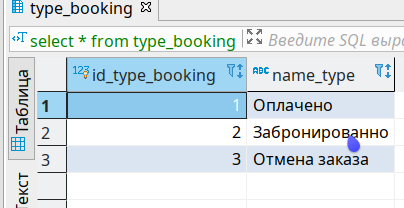 type_booking
select * from type_booking Введите SQL выра
id_type_booking name_type
1 1 Оплачено
2 2 Забронированно
3 3 Отмена заказа
Таблица
Текст